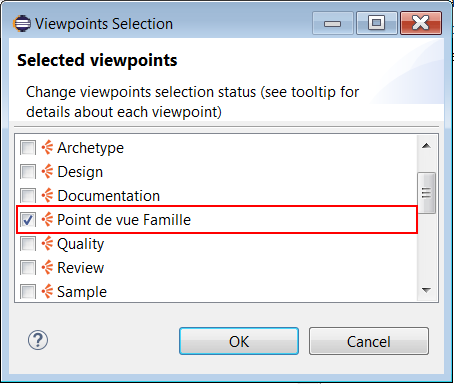 Viewpoints Selection
Selected viewpoints
Change viewpoints selection status (see tooltip for
details about each viewpoint)
Archetype
Design
Documentation
Point de vue Famille
Quality
Review
Sample
?
OK
Cancel